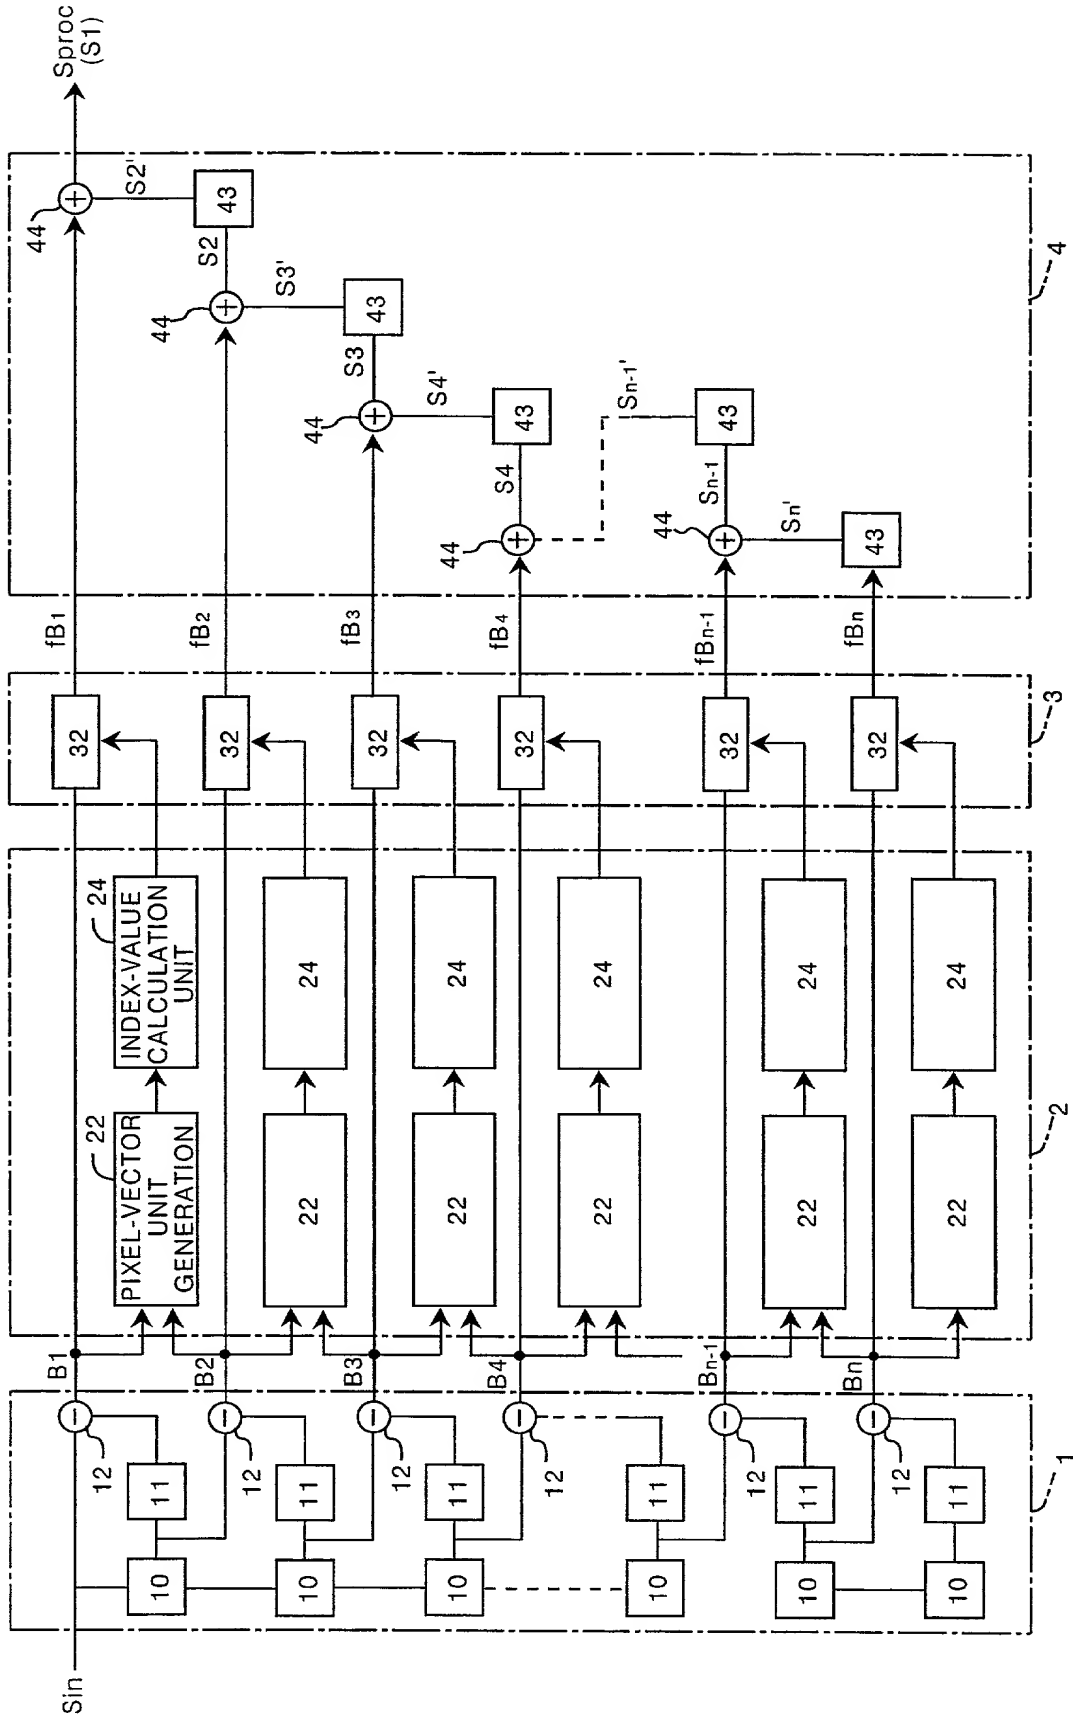 Sin
Sproc
(S1)
B1
B2
B3
B4
Bn-1
Bn
10
10
10
10
10
10
11
11
11
11
11
11
12
12
12
12
12
12
1
22
PIXEL-VECTOR
UNIT
GENERATION
24
INDEX-VALUE
CALCULATION
UNIT
22
24
22
24
22
24
22
24
22
24
2
32
32
32
32
32
32
3
fB1
fB2
fB3
fB4
fBn-1
fBn
44
S2'
43
S2
44
S3'
43
S3
44
S4'
43
S4
44
Sn-1'
43
Sn-1
44
Sn'
43
4